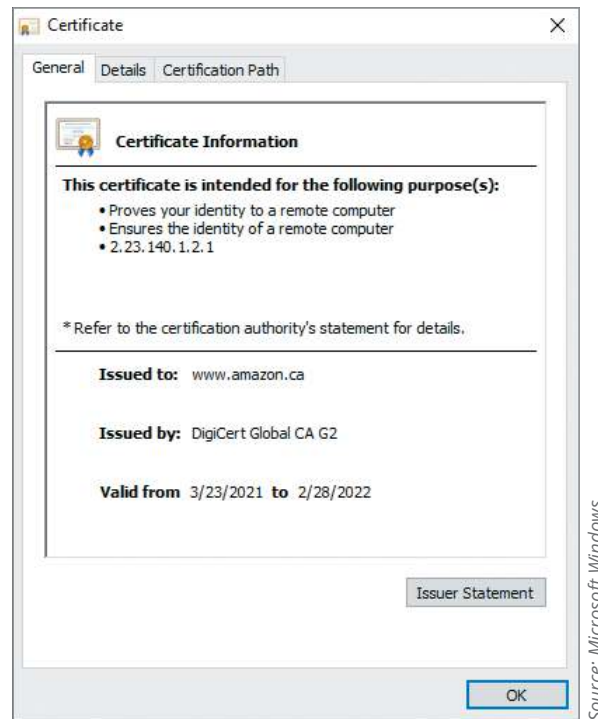 Certificate
General Details Certification Path
Certificate Information
This certificate is intended for the following purpose(s):
• Proves your identity to a remote computer
• Ensures the identity of a remote computer
• 2.23.140.1.2.1
* Refer to the certification authority's statement for details.
Issued to: www.amazon.ca
Issued by: DigiCert Global CA G2
Valid from 3/23/2021 to 2/28/2022
Issuer Statement
OK
Source: Microsoft Windows